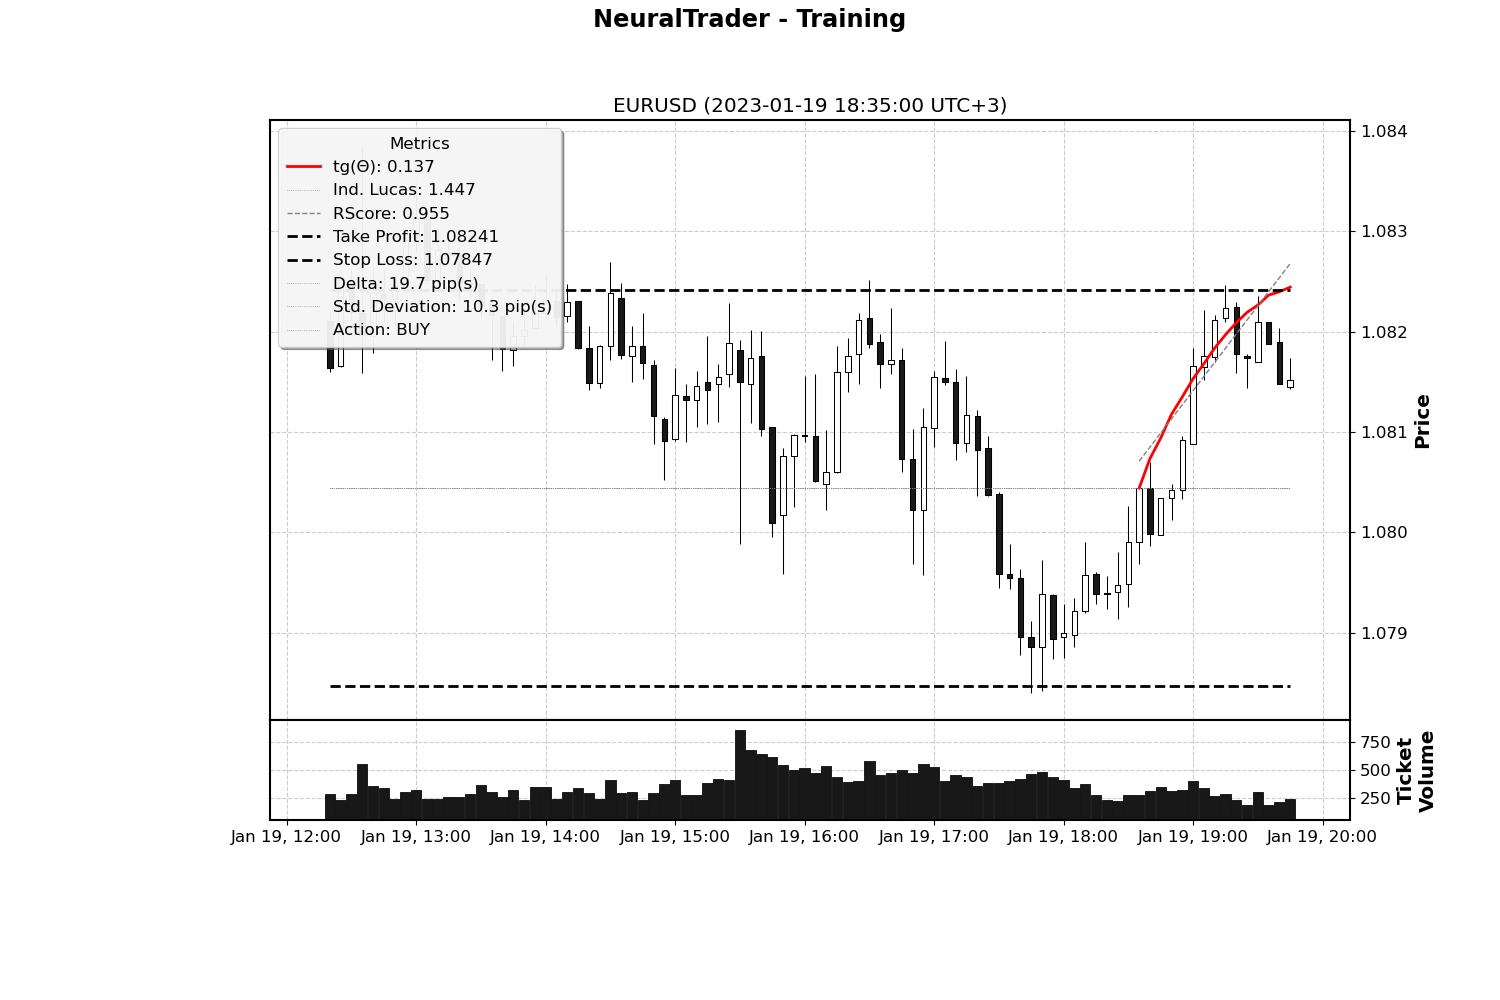 NeuralTrader - Training
EURUSD (2023-01-19 18:35:00 UTC+3)
Metrics
tg(Θ): 0.137
Ind. Lucas: 1.447
RScore: 0.955
Take Profit: 1.08241
Stop Loss: 1.07847
Delta: 19.7 pip(s)
Std. Deviation: 10.3 pip(s)
Action: BUY
1.084
1.083
1.082
1.081
1.080
1.079
Price
750
500
250
Ticket
Volume
Jan 19, 12:00
Jan 19, 13:00
Jan 19, 14:00
Jan 19, 15:00
Jan 19, 16:00
Jan 19, 17:00
Jan 19, 18:00
Jan 19, 19:00
Jan 19, 20:00